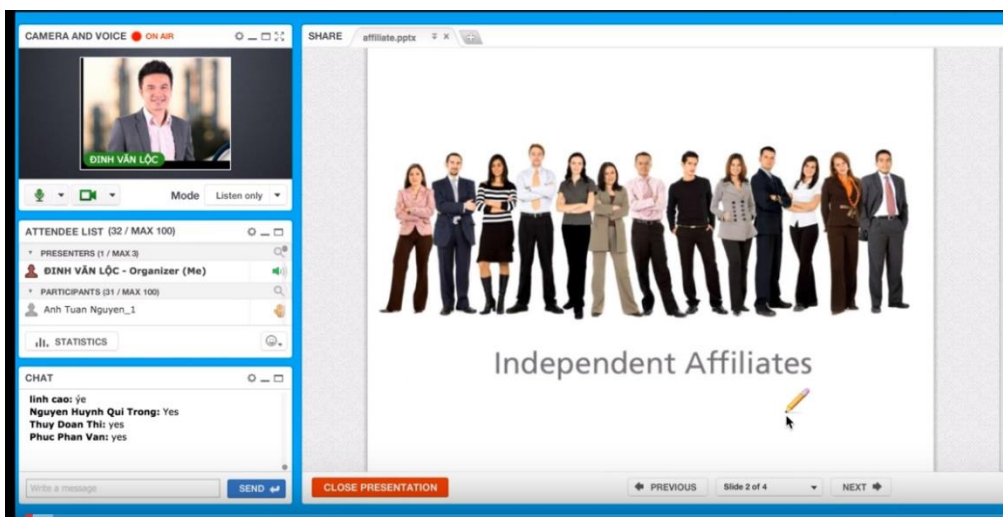 CAMERA AND VOICE ON AIR
ĐINH VĂN LỘC
Mode Listen only
ATTENDEE LIST (32 / MAX 100)
PRESENTERS (1 / MAX 3)
ĐINH VĂN LỘC - Organizer (Me)
PARTICIPANTS (31 / MAX 100)
Anh Tuan Nguyen_1
STATISTICS
CHAT
linh cao: ýe
Nguyen Huynh Qui Trong: Yes
Thuy Doan Thi: yes
Phuc Phan Van: yes
Write a message
SEND
SHARE affiliate.pptx
Independent Affiliates
CLOSE PRESENTATION
PREVIOUS Slide 2 of 4 NEXT